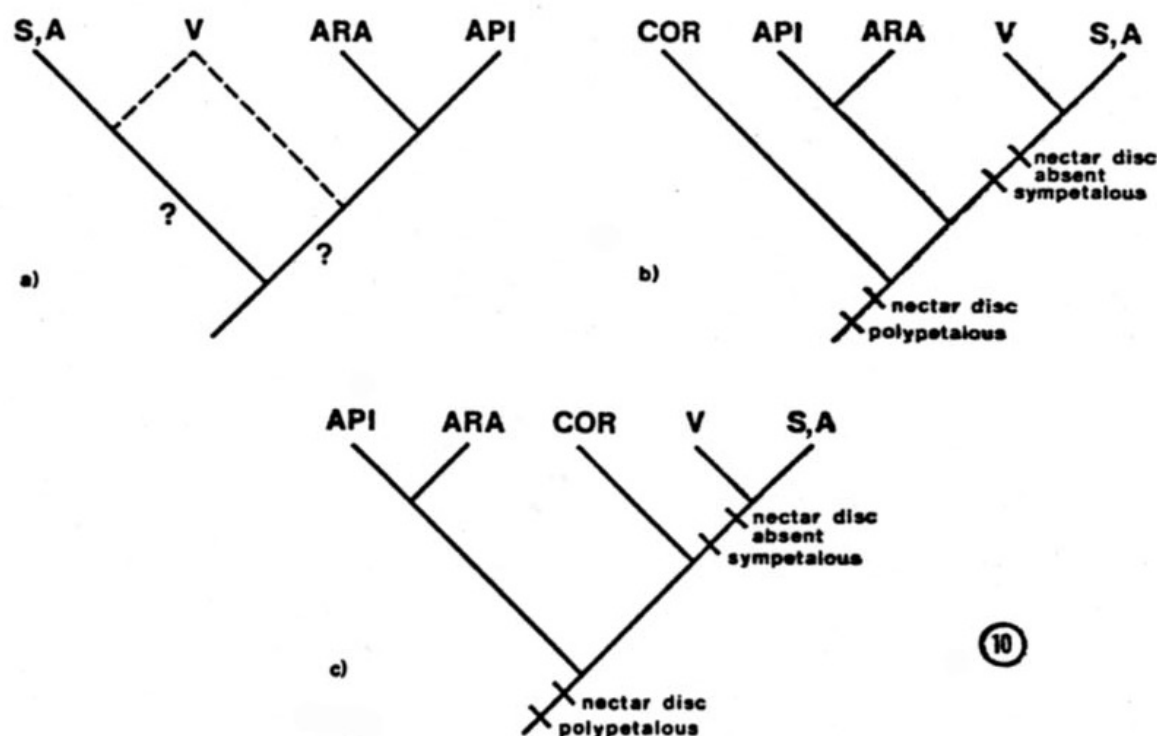 S,A V ARA API
? ?
a)
COR API ARA V S,A
nectar disc
absent
sympetalous
b)
nectar disc
polypetalous
API ARA COR V S,A
nectar disc
absent
sympetalous
10
c)
nectar disc
polypetalous